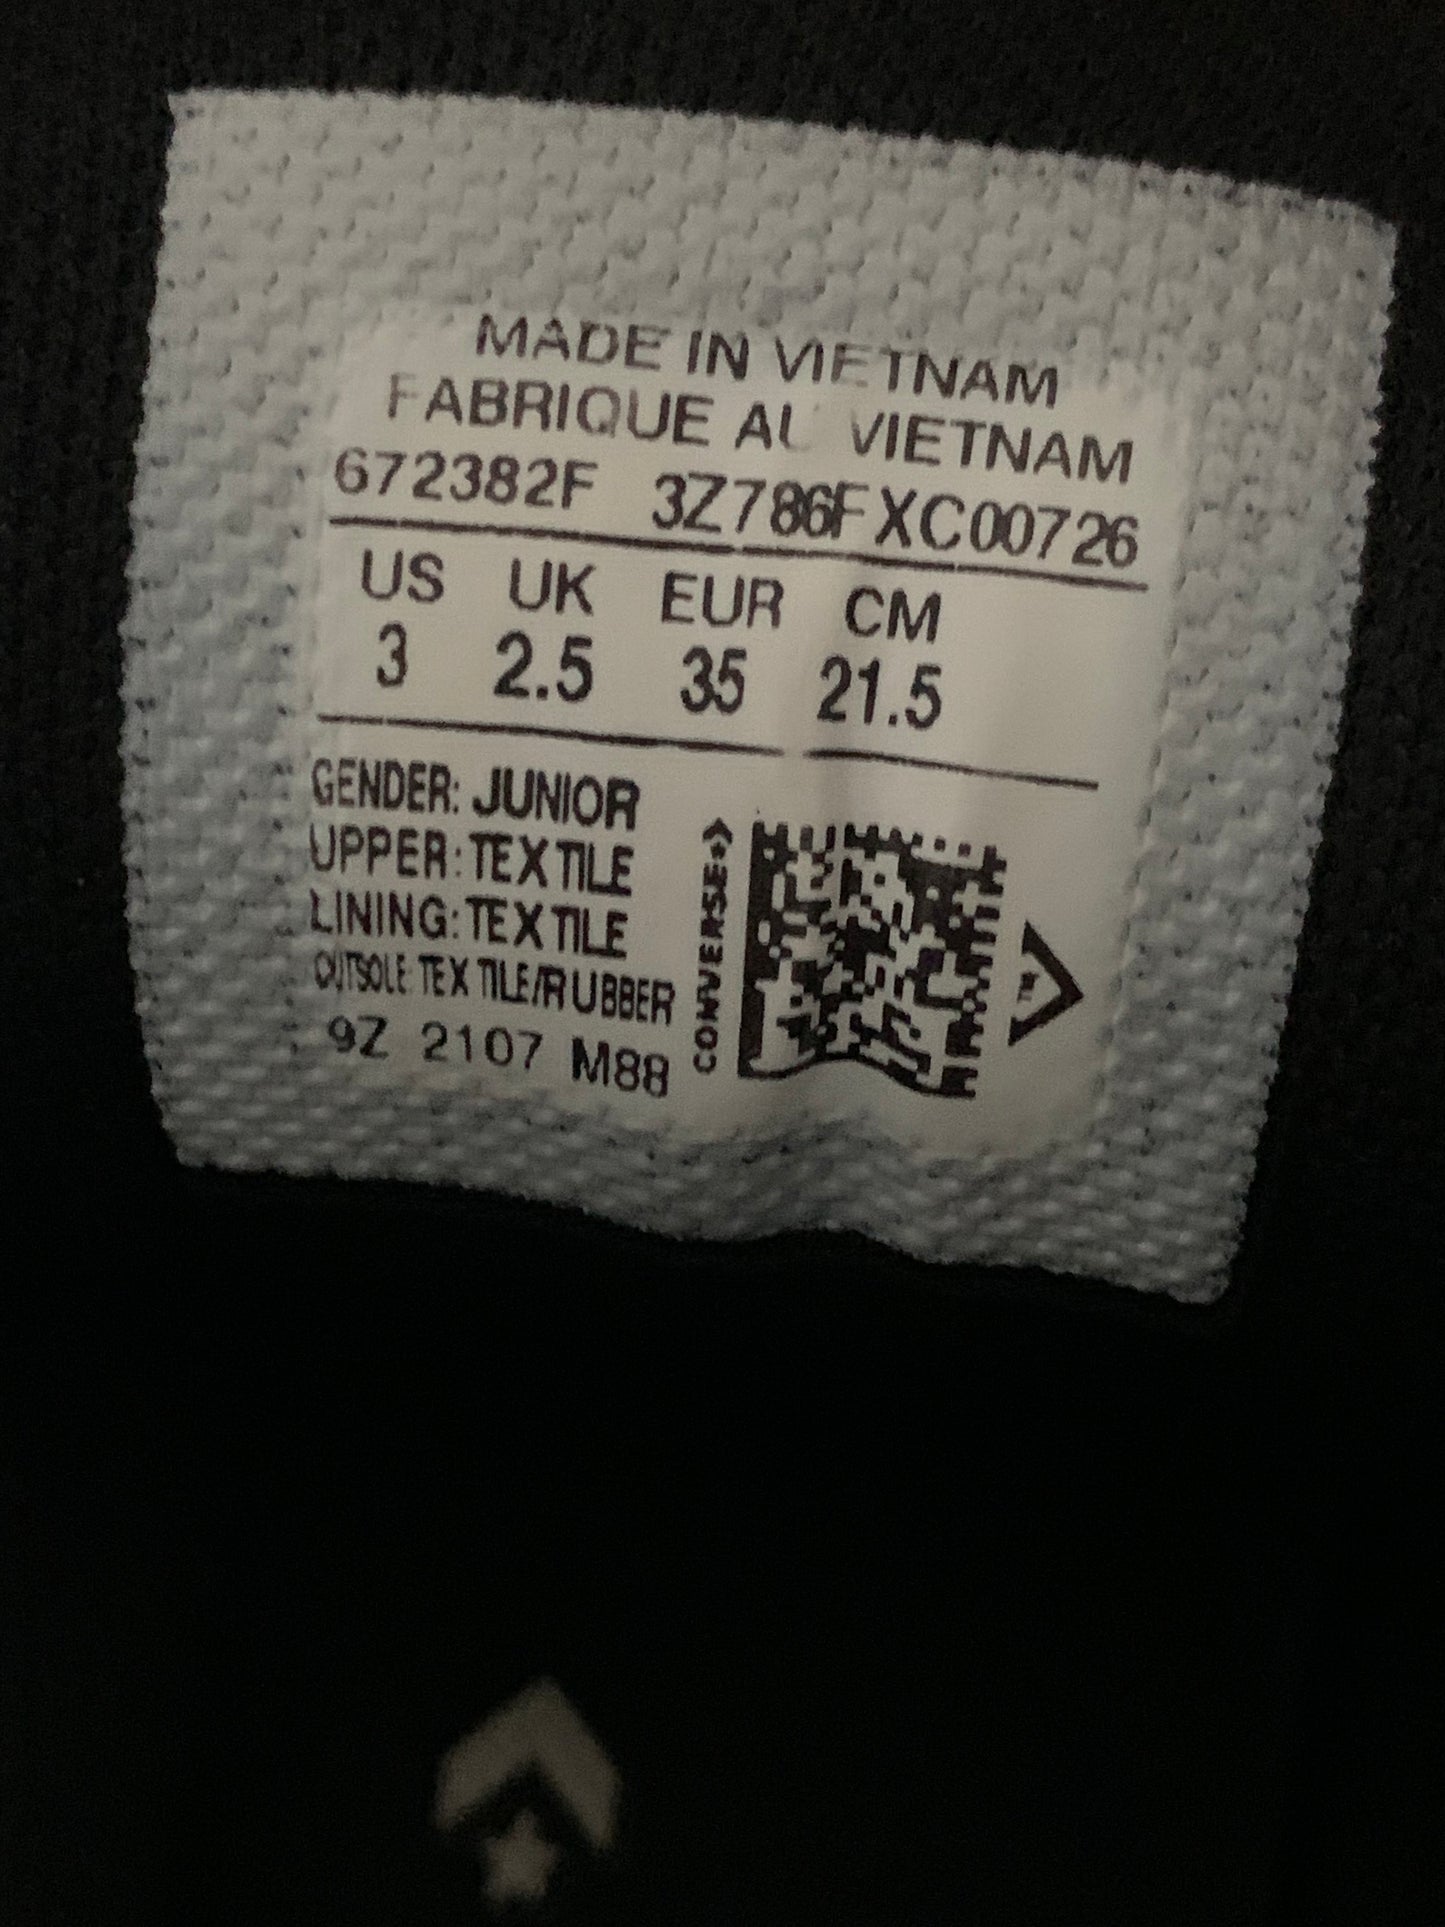 MADE IN VIETNAM
FABRIQUE AU VIETNAM
672382F 3Z786FXC00726
US UK EUR CM
3 2.5 35 21.5
GENDER: JUNIOR
UPPER: TEXTILE
LINING: TEXTILE
OUTSOLE: TEXTILE/RUBBER
9Z 2107 M88
CONVERSE
TM